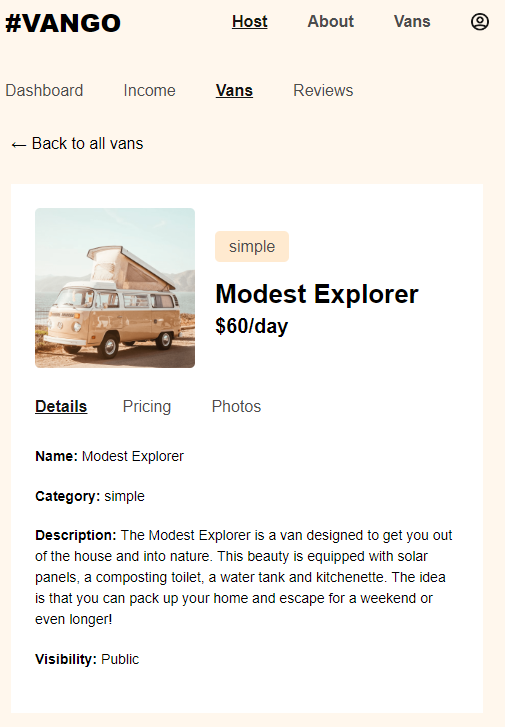 #VANGO Host About Vans
Dashboard Income Vans Reviews
← Back to all vans
simple
Modest Explorer
$60/day
Details Pricing Photos
Name: Modest Explorer
Category: simple
Description: The Modest Explorer is a van designed to get you out
of the house and into nature. This beauty is equipped with solar
panels, a composting toilet, a water tank and kitchenette. The idea
is that you can pack up your home and escape for a weekend or
even longer!
Visibility: Public